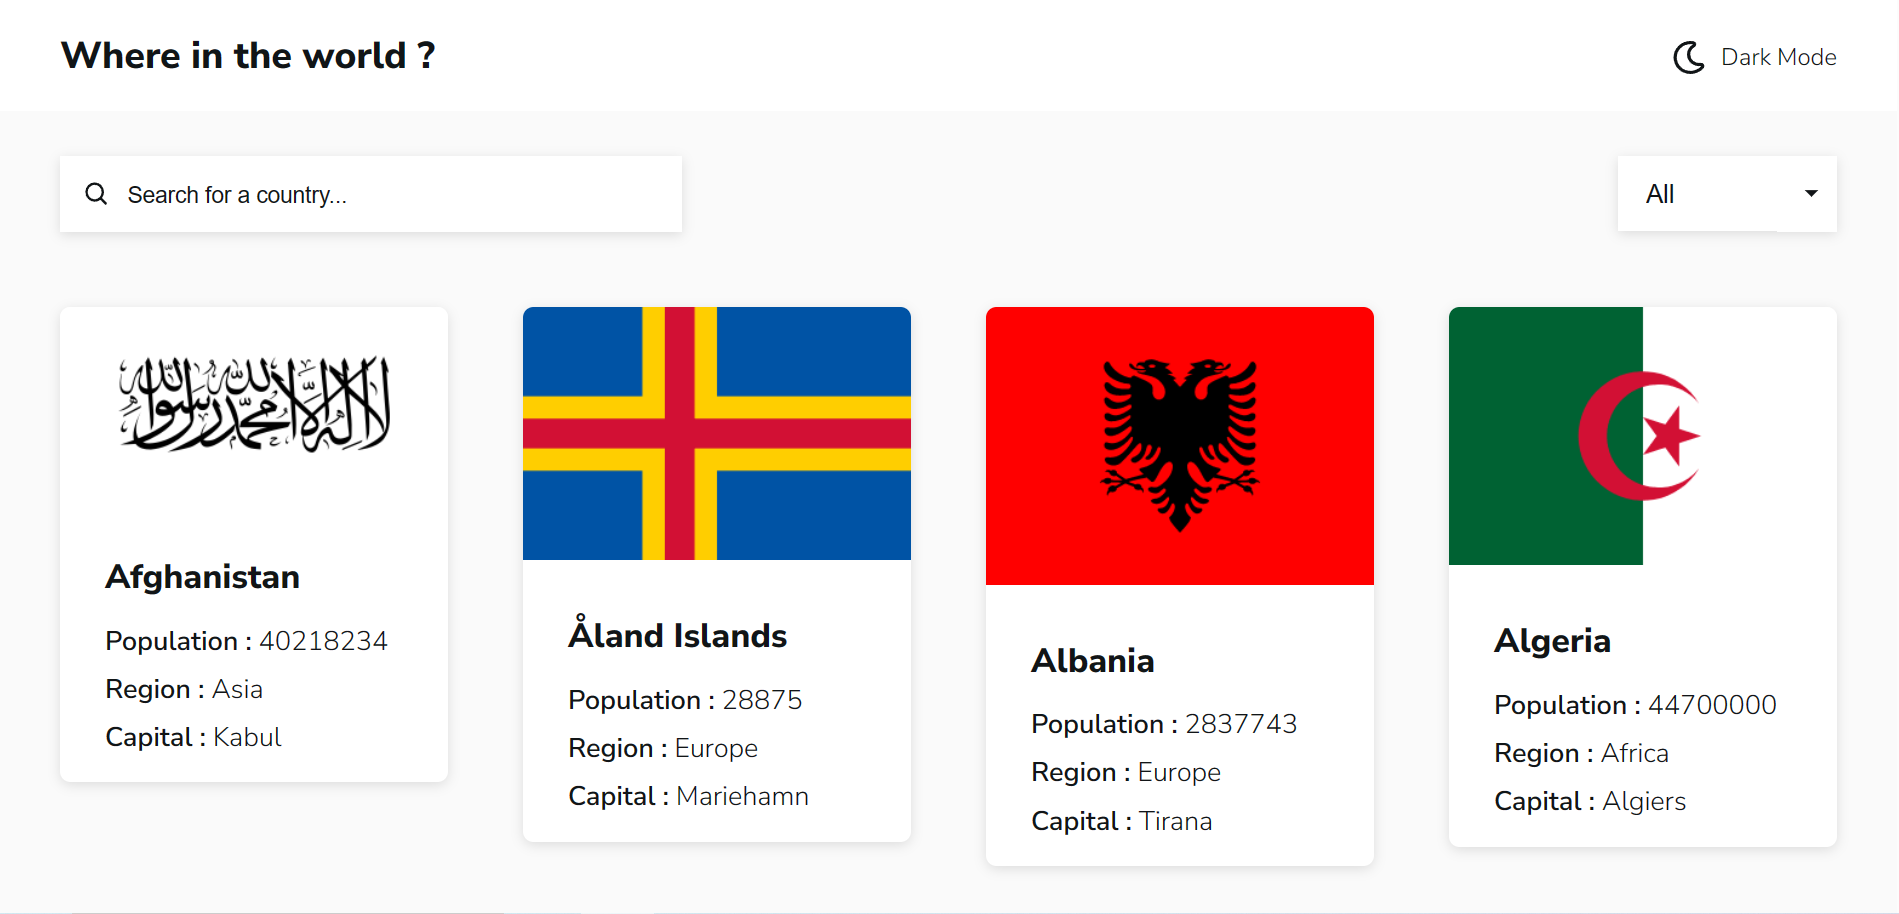 Where in the world ?
Dark Mode
Search for a country...
All
لا إله إلا الله محمد رسول الله
Afghanistan
Population : 40218234
Region : Asia
Capital : Kabul
Åland Islands
Population : 28875
Region : Europe
Capital : Mariehamn
Albania
Population : 2837743
Region : Europe
Capital : Tirana
Algeria
Population : 44700000
Region : Africa
Capital : Algiers